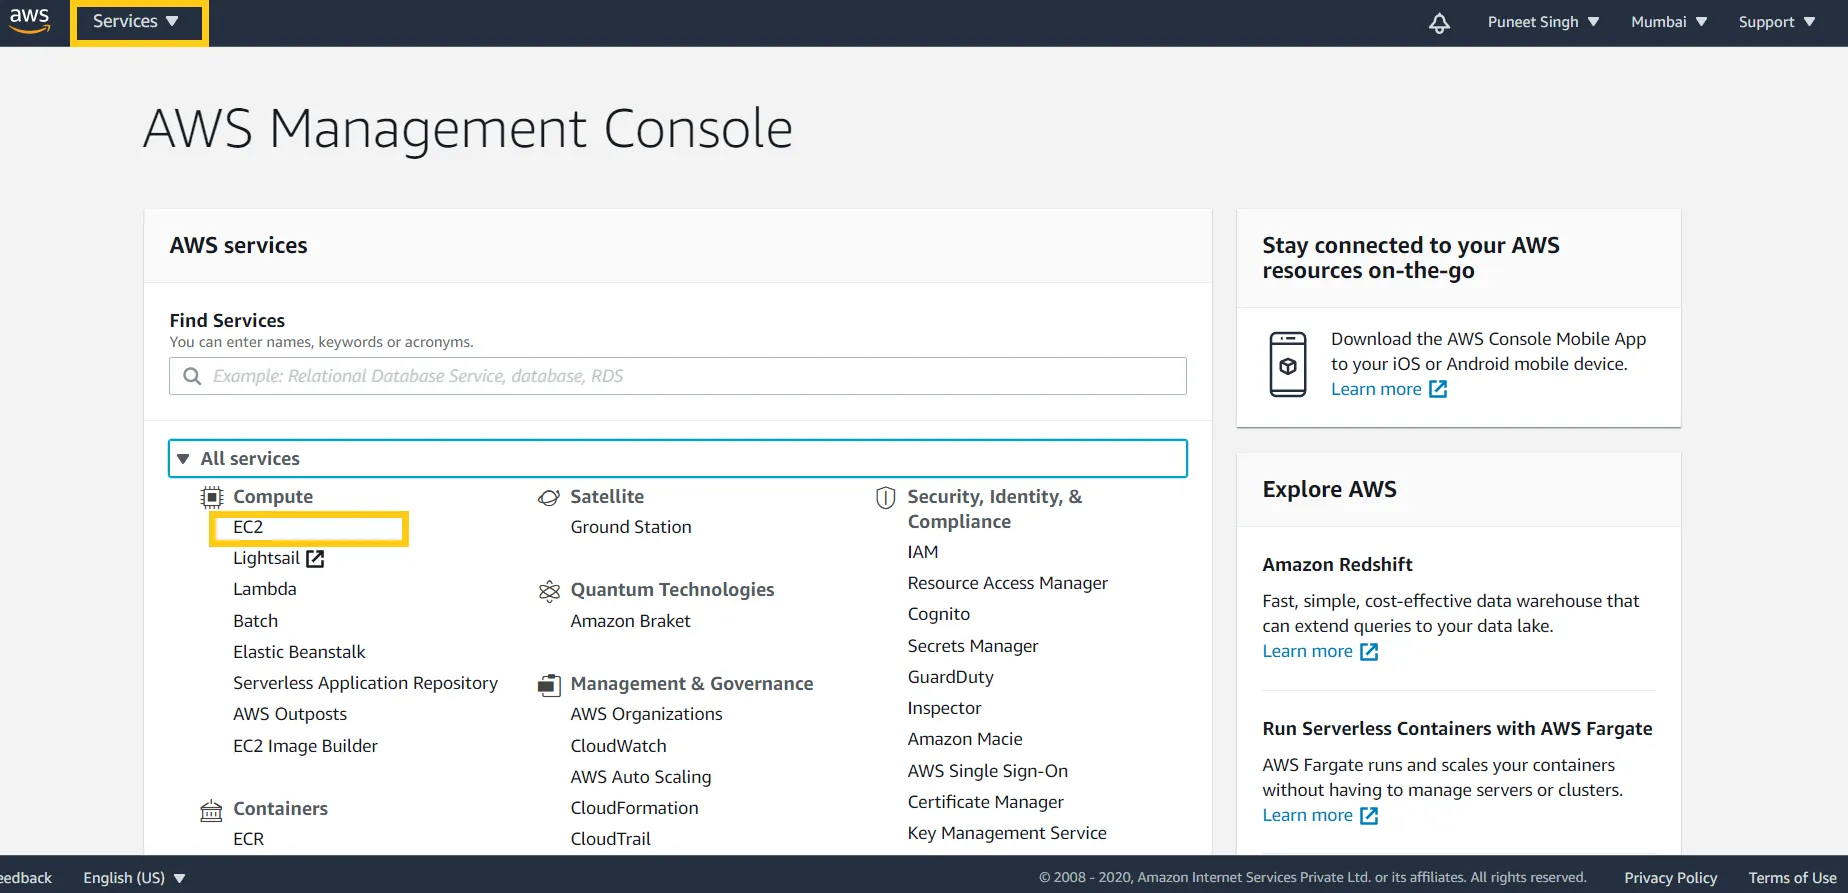 aws
Services
Puneet Singh
Mumbai
Support
AWS Management Console
AWS services
Find Services
You can enter names, keywords or acronyms.
Example: Relational Database Service, database, RDS
All services
Compute
EC2
Lightsail
Lambda
Batch
Elastic Beanstalk
Serverless Application Repository
AWS Outposts
EC2 Image Builder
Containers
ECR
Satellite
Ground Station
Quantum Technologies
Amazon Braket
Management & Governance
AWS Organizations
CloudWatch
AWS Auto Scaling
CloudFormation
CloudTrail
Security, Identity, &
Compliance
IAM
Resource Access Manager
Cognito
Secrets Manager
GuardDuty
Inspector
Amazon Macie
AWS Single Sign-On
Certificate Manager
Key Management Service
Stay connected to your AWS
resources on-the-go
Download the AWS Console Mobile App
to your iOS or Android mobile device.
Learn more
Explore AWS
Amazon Redshift
Fast, simple, cost-effective data warehouse that
can extend queries to your data lake.
Learn more
Run Serverless Containers with AWS Fargate
AWS Fargate runs and scales your containers
without having to manage servers or clusters.
Learn more
eedback
English (US)
© 2008 - 2020, Amazon Internet Services Private Ltd. or its affiliates. All rights reserved.
Privacy Policy
Terms of Use